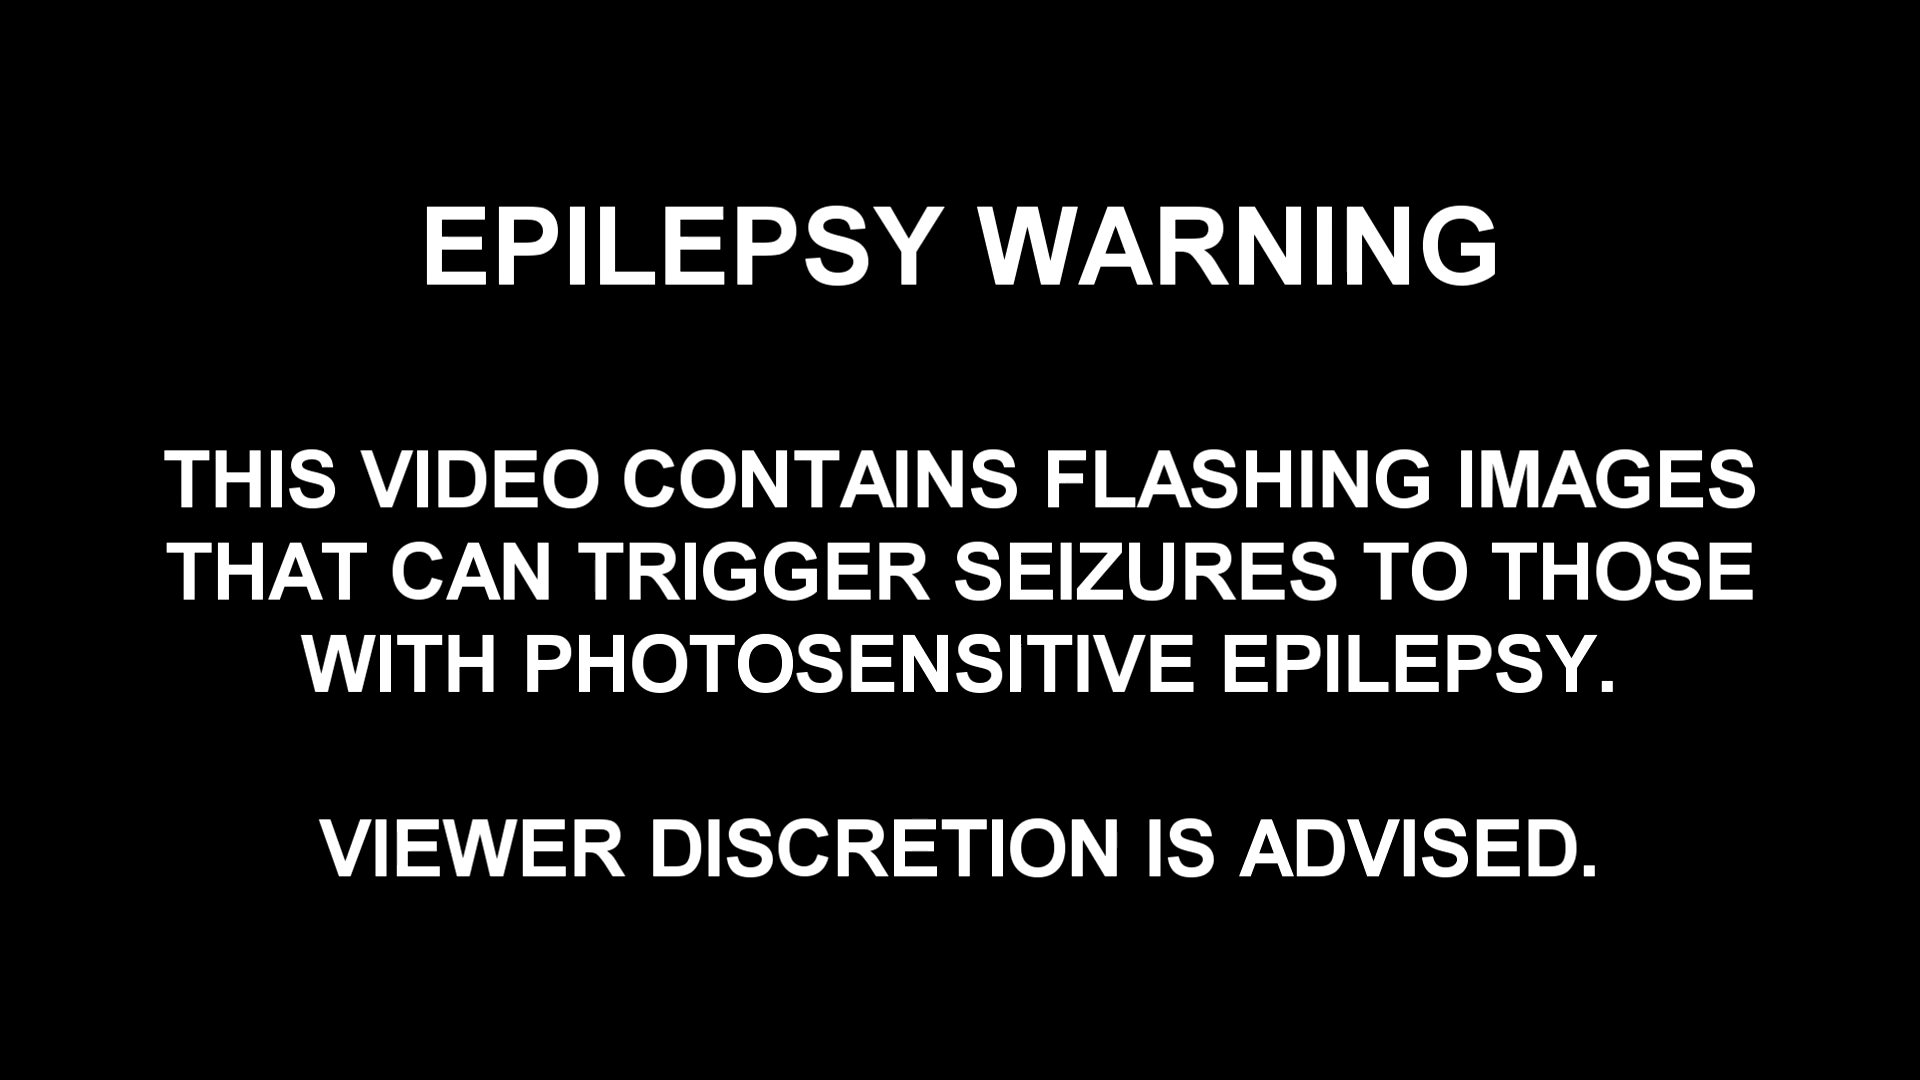 EPILEPSY WARNING
THIS VIDEO CONTAINS FLASHING IMAGES
THAT CAN TRIGGER SEIZURES TO THOSE
WITH PHOTOSENSITIVE EPILEPSY.
VIEWER DISCRETION IS ADVISED.